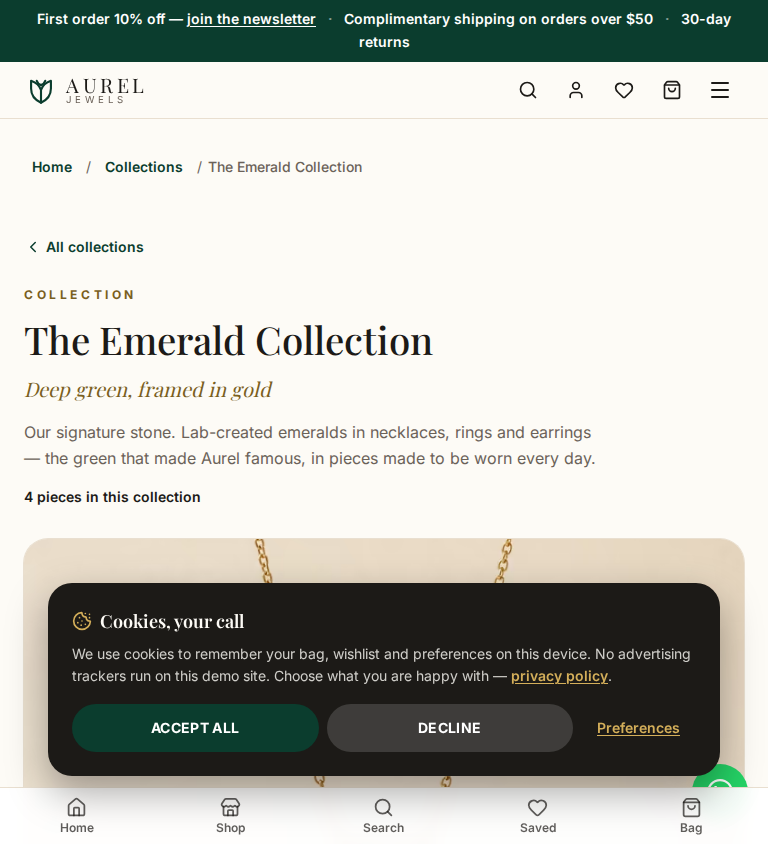 First order 10% off — join the newsletter · Complimentary shipping on orders over $50 · 30-day
returns
AUREL
JEWELS
Home / Collections / The Emerald Collection
All collections
COLLECTION
The Emerald Collection
Deep green, framed in gold
Our signature stone. Lab-created emeralds in necklaces, rings and earrings
— the green that made Aurel famous, in pieces made to be worn every day.
4 pieces in this collection
Cookies, your call
We use cookies to remember your bag, wishlist and preferences on this device. No advertising
trackers run on this demo site. Choose what you are happy with — privacy policy.
ACCEPT ALL DECLINE Preferences
Home Shop Search Saved Bag